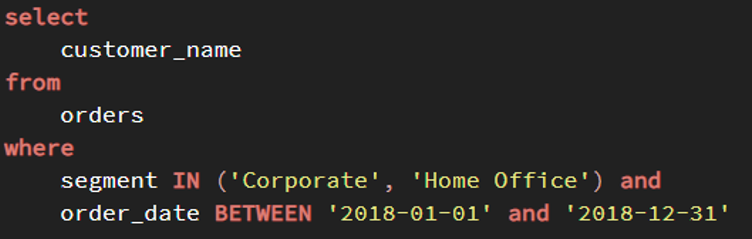 select
    customer_name
from
    orders
where
    segment IN ('Corporate', 'Home Office') and
    order_date BETWEEN '2018-01-01' and '2018-12-31'